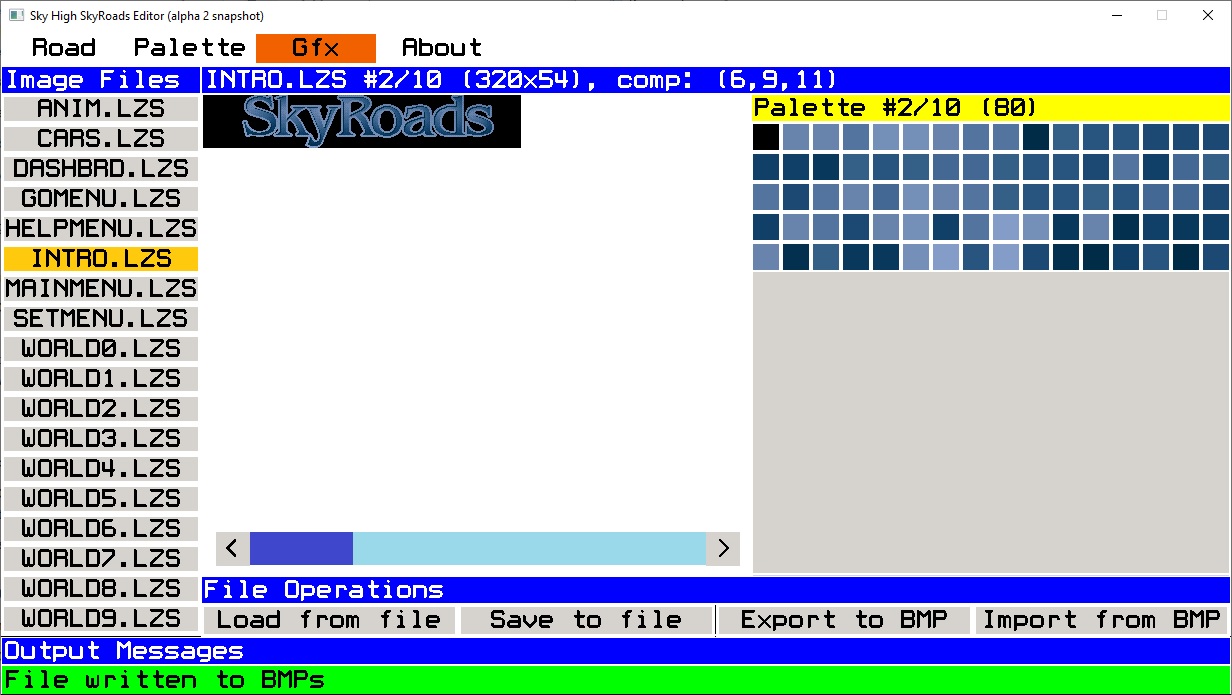 Sky High SkyRoads Editor (alpha 2 snapshot)
Road Palette Gfx About
Image Files
INTRO.LZS #2/10 (320x54), comp: (6,9,11)
ANIM.LZS
CARS.LZS
DASHBRD.LZS
GOMENU.LZS
HELPMENU.LZS
INTRO.LZS
MAINMENU.LZS
SETMENU.LZS
WORLD0.LZS
WORLD1.LZS
WORLD2.LZS
WORLD3.LZS
WORLD4.LZS
WORLD5.LZS
WORLD6.LZS
WORLD7.LZS
WORLD8.LZS
WORLD9.LZS
SkyRoads
Palette #2/10 (80)
File Operations
Load from file Save to file Export to BMP Import from BMP
Output Messages
File written to BMPs